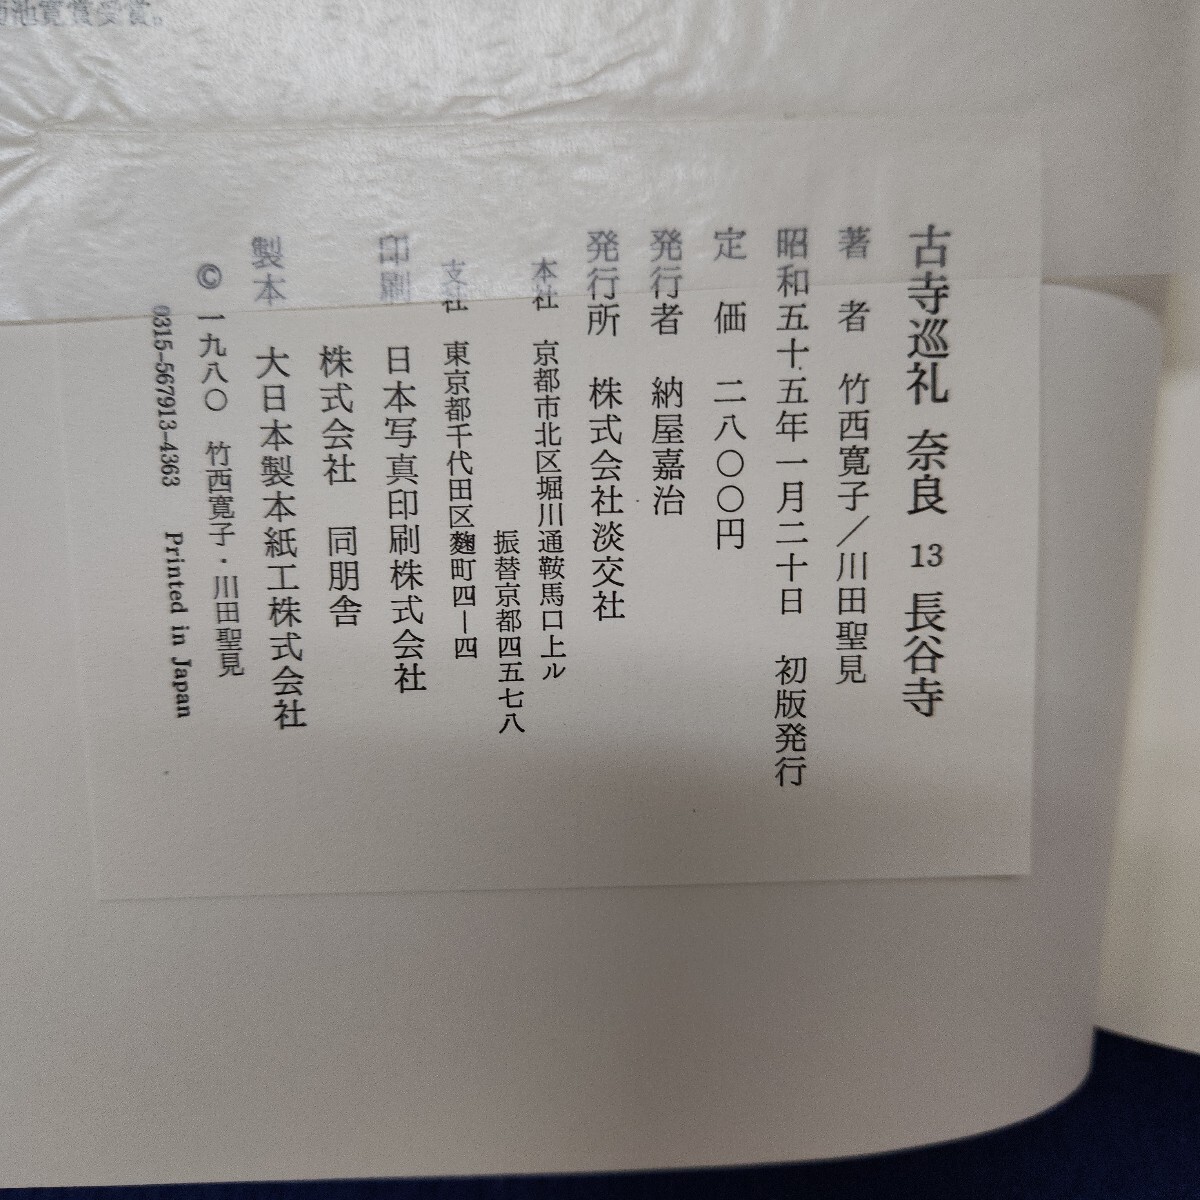 古寺巡礼 奈良 13 長谷寺
著者 竹西寛子／川田聖見
昭和五十五年一月二十日 初版発行
定価 二八〇〇円
発行者 納屋嘉治
発行所 株式会社淡交社
本社 京都市北区堀川通鞍馬口上ル
振替京都四五七八
支社 東京都千代田区麴町四―四
印刷 日本写真印刷株式会社
株式会社 同朋舎
製本 大日本製本紙工株式会社
© 一九八〇 竹西寛子・川田聖見
0315-567913-4363 Printed in Japan
池寛賞受賞。